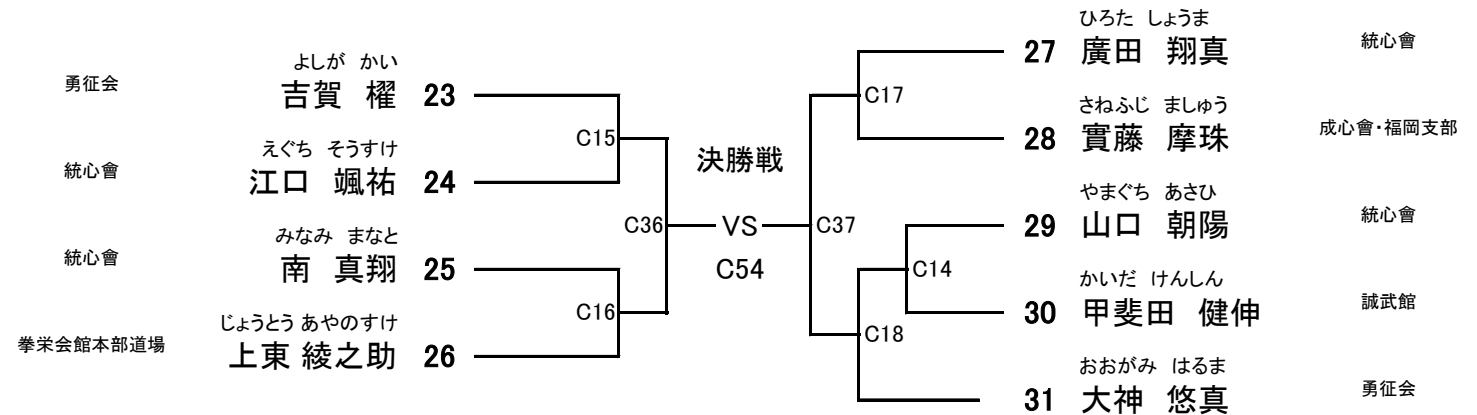 よしが かい
勇征会 吉賀 櫂 23
えぐち そうすけ
統心會 江口 颯祐 24
みなみ まなと
統心會 南 真翔 25
じょうとう あやのすけ
拳栄会館本部道場 上東 綾之助 26
C15
C16
C36
決勝戦
VS
C54
C37
C17
C14
C18
ひろた しょうま
27 廣田 翔真 統心會
さねふじ ましゅう
28 實藤 摩珠 成心會・福岡支部
やまぐち あさひ
29 山口 朝陽 統心會
かいだ けんしん
30 甲斐田 健伸 誠武館
おおがみ はるま
31 大神 悠真 勇征会